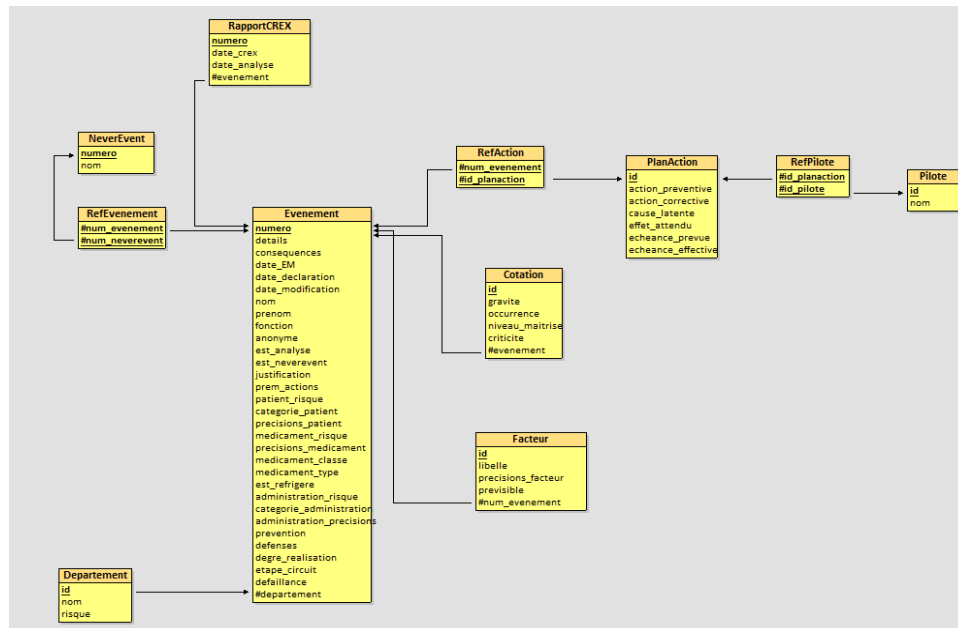 RapportCREX
numero
date_crex
date_analyse
#evenement
NeverEvent
numero
nom
RefEvenement
#num_evenement
#num_neverevent
Evenement
numero
details
consequences
date_EM
date_declaration
date_modification
nom
prenom
fonction
anonyme
est_analyse
est_neverevent
justification
prem_actions
patient_risque
categorie_patient
precisions_patient
medicament_risque
precisions_medicament
medicament_classe
medicament_type
est_refrigere
administration_risque
categorie_administration
administration_precisions
prevention
defenses
degre_realisation
etape_circuit
defaillance
#departement
Departement
id
nom
risque
RefAction
#num_evenement
#id_planaction
PlanAction
id
action_preventive
action_corrective
cause_latente
effet_attendu
echeance_prevue
echeance_effective
RefPilote
#id_planaction
#id_pilote
Pilote
id
nom
Cotation
id
gravite
occurrence
niveau_maitrise
criticite
#evenement
Facteur
id
libelle
precisions_facteur
previsible
#num_evenement